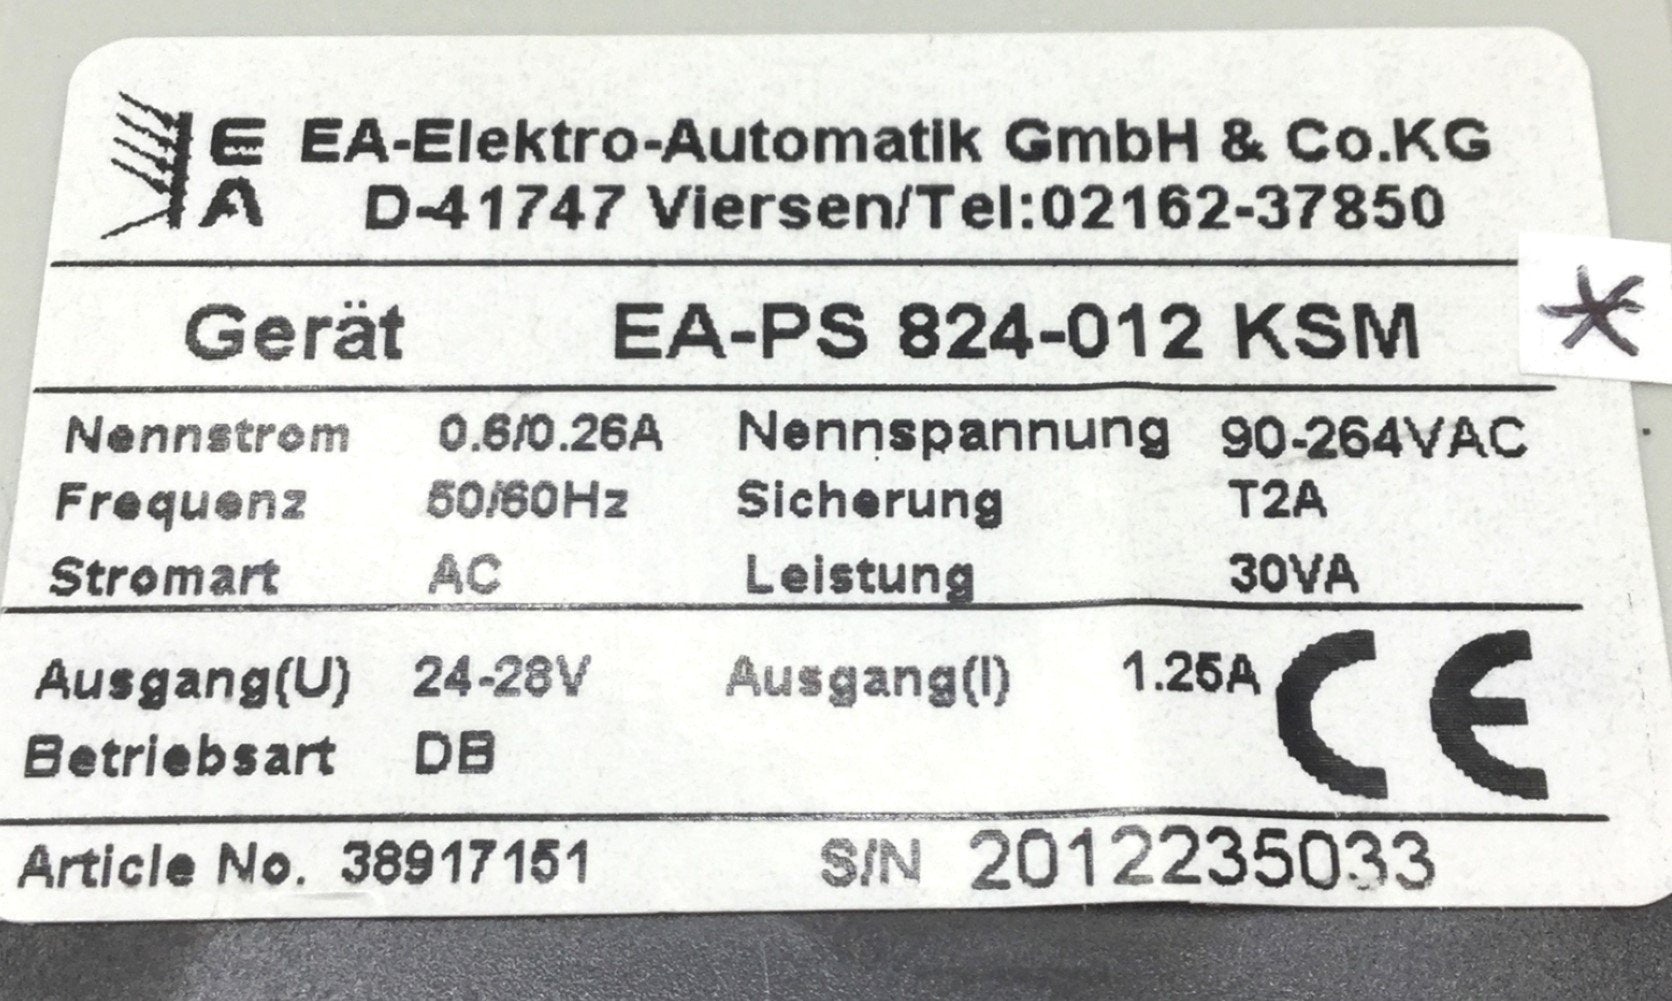 EA EA-Elektro-Automatik GmbH & Co.KG
D-41747 Viersen/Tel:02162-37850
Gerät EA-PS 824-012 KSM
Nennstrom 0.6/0.26A Nennspannung 90-264VAC
Frequenz 50/60Hz Sicherung T2A
Stromart AC Leistung 30VA
Ausgang(U) 24-28V Ausgang(I) 1.25A CE
Betriebsart DB
Article No. 38917151 S/N 2012235033